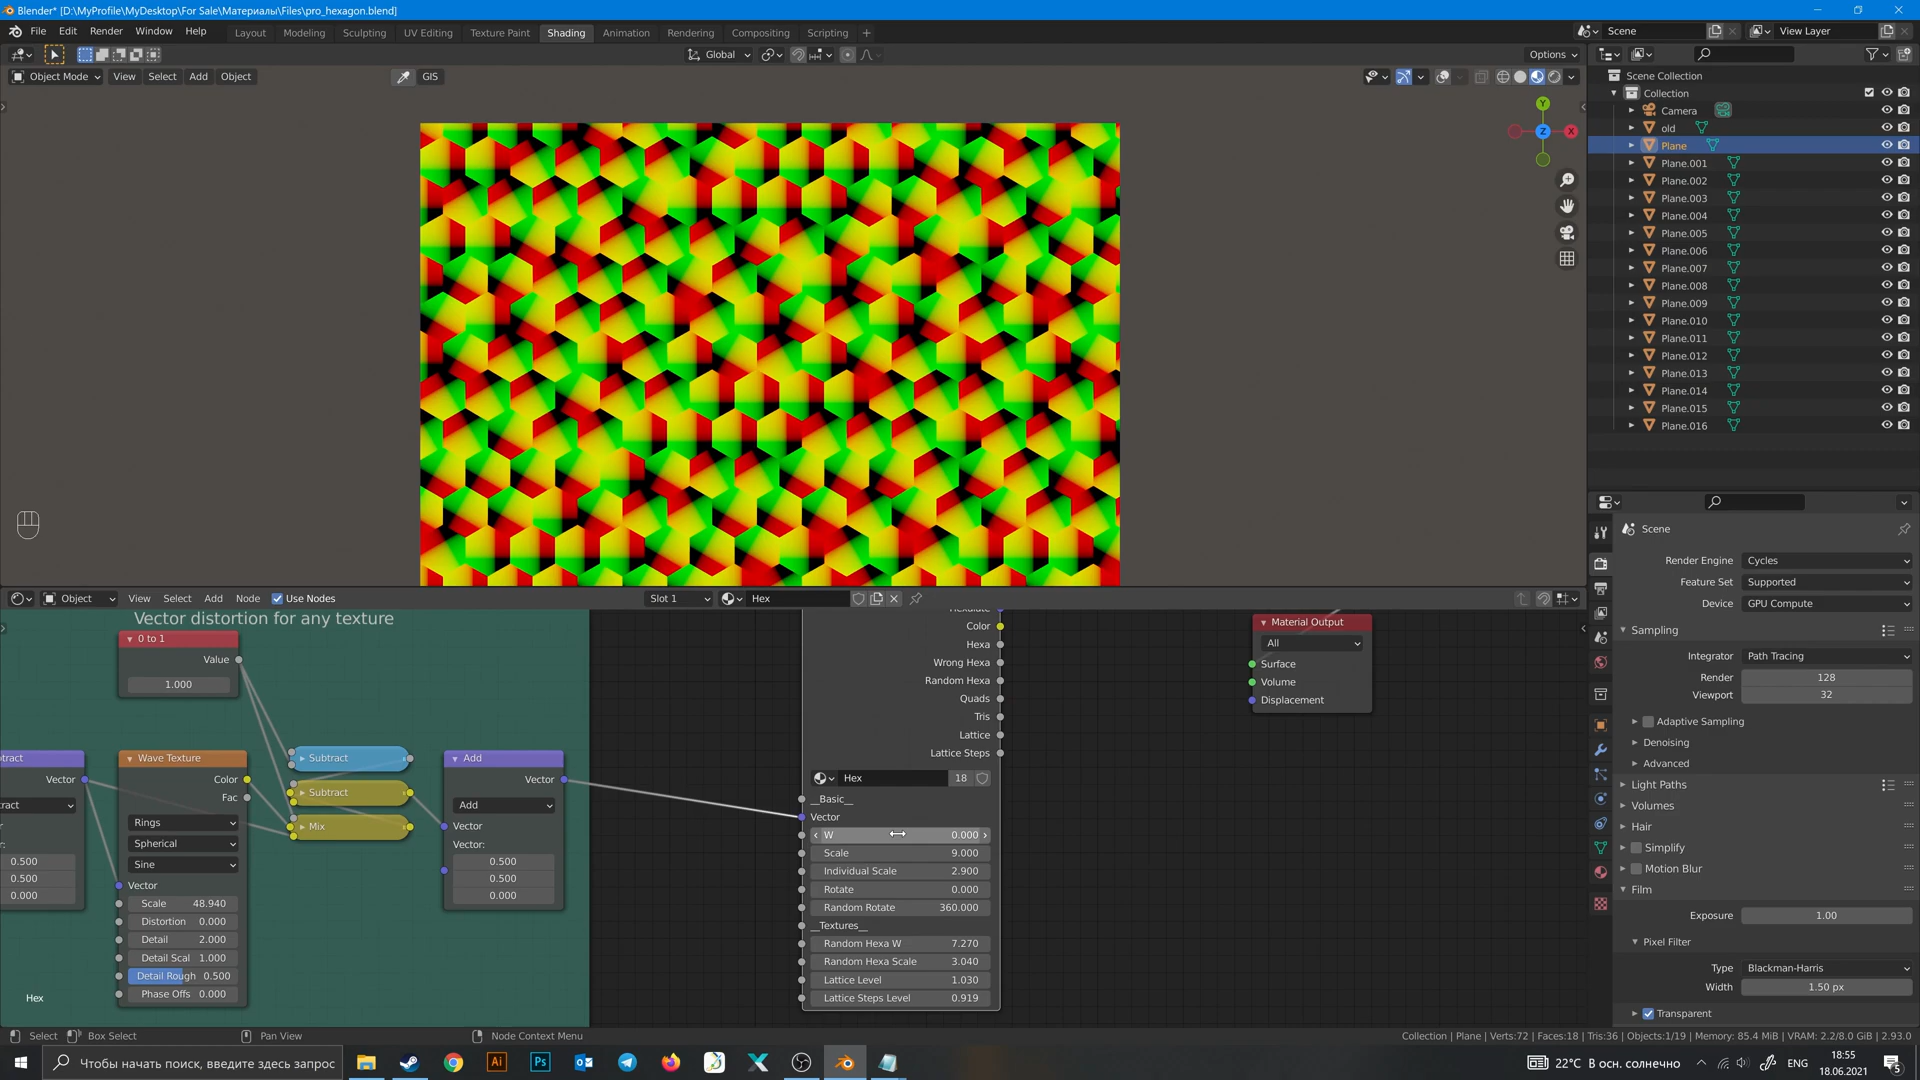 Blender* [D:\MyProfile\MyDesktop\For Sale\Материалы\Files\pro_hexagon.blend]
File Edit Render Window Help Layout Modeling Sculpting UV Editing Texture Paint Shading Animation Rendering Compositing Scripting + Scene View Layer
Global Options
Object Mode View Select Add Object GIS
Y
Z
X
Scene Collection
Collection
Camera
old
Plane
Plane.001
Plane.002
Plane.003
Plane.004
Plane.005
Plane.006
Plane.007
Plane.008
Plane.009
Plane.010
Plane.011
Plane.012
Plane.013
Plane.014
Plane.015
Plane.016
Scene
Render Engine Cycles
Feature Set Supported
Device GPU Compute
Sampling
Integrator Path Tracing
Render 128
Viewport 32
Adaptive Sampling
Denoising
Advanced
Light Paths
Volumes
Hair
Simplify
Motion Blur
Film
Exposure 1.00
Pixel Filter
Type Blackman-Harris
Width 1.50 px
Transparent
Object View Select Add Node Use Nodes Slot 1 Hex
Vector distortion for any texture
0 to 1
Value
1.000
tract
Vector
tract
r:
0.500
0.500
0.000
Wave Texture
Color
Fac
Rings
Spherical
Sine
Vector
Scale 48.940
Distortion 0.000
Detail 2.000
Detail Scal 1.000
Detail Rough 0.500
Phase Offs 0.000
Subtract
Subtract
Mix
Add
Vector
Add
Vector
Vector:
0.500
0.500
0.000
Hex
Color
Hexa
Wrong Hexa
Random Hexa
Quads
Tris
Lattice
Lattice Steps
Hex 18
__Basic__
Vector
W 0.000
Scale 9.000
Individual Scale 2.900
Rotate 0.000
Random Rotate 360.000
__Textures__
Random Hexa W 7.270
Random Hexa Scale 3.040
Lattice Level 1.030
Lattice Steps Level 0.919
Material Output
All
Surface
Volume
Displacement
Select Box Select Pan View Node Context Menu Collection | Plane | Verts:72 | Faces:18 | Tris:36 | Objects:1/19 | Memory: 85.4 MiB | VRAM: 2.2/8.0 GiB | 2.93.0
Чтобы начать поиск, введите здесь запрос Ai Ps 22°C В осн. солнечно ENG 18:55
18.06.2021 5